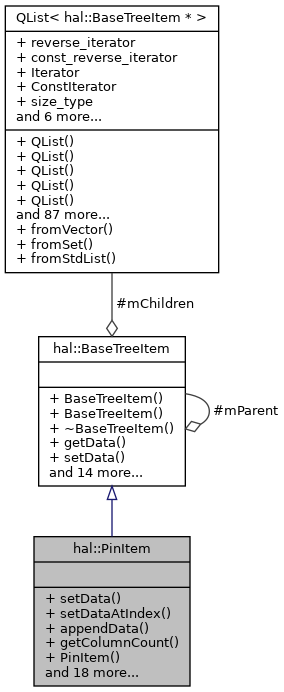 QList< hal::BaseTreeItem * >
+ reverse_iterator
+ const_reverse_iterator
+ Iterator
+ ConstIterator
+ size_type
and 6 more...
+ QList()
+ QList()
+ QList()
+ QList()
+ QList()
and 87 more...
+ fromVector()
+ fromSet()
+ fromStdList()
#mChildren
hal::BaseTreeItem
+ BaseTreeItem()
+ BaseTreeItem()
+ ~BaseTreeItem()
+ getData()
+ setData()
and 14 more...
#mParent
hal::PinItem
+ setData()
+ setDataAtIndex()
+ appendData()
+ getColumnCount()
+ PinItem()
and 18 more...